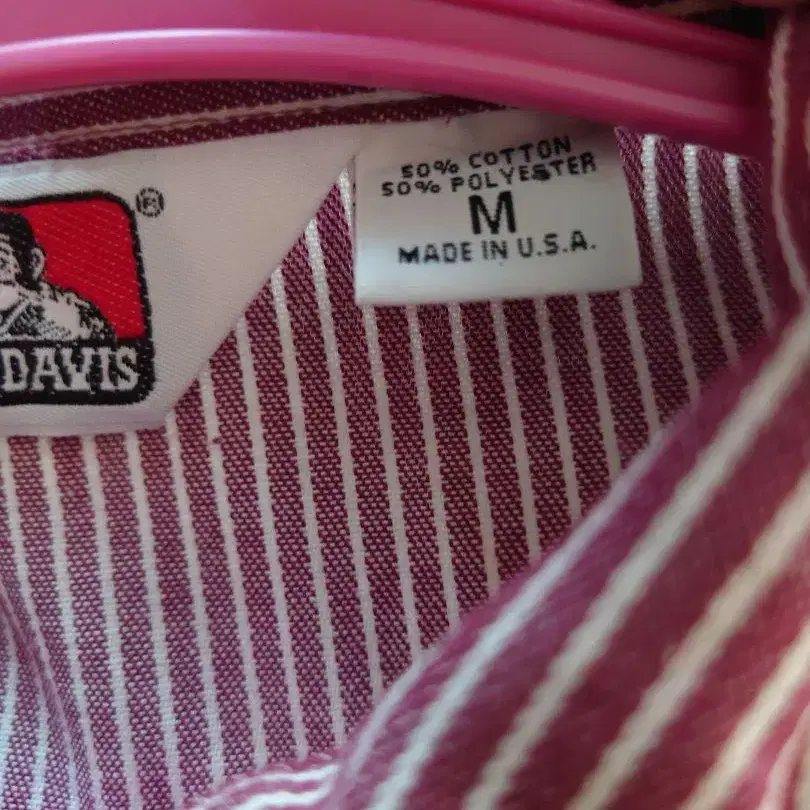 ®
DAVIS
50% COTTON
50% POLYESTER
M
MADE IN U.S.A.